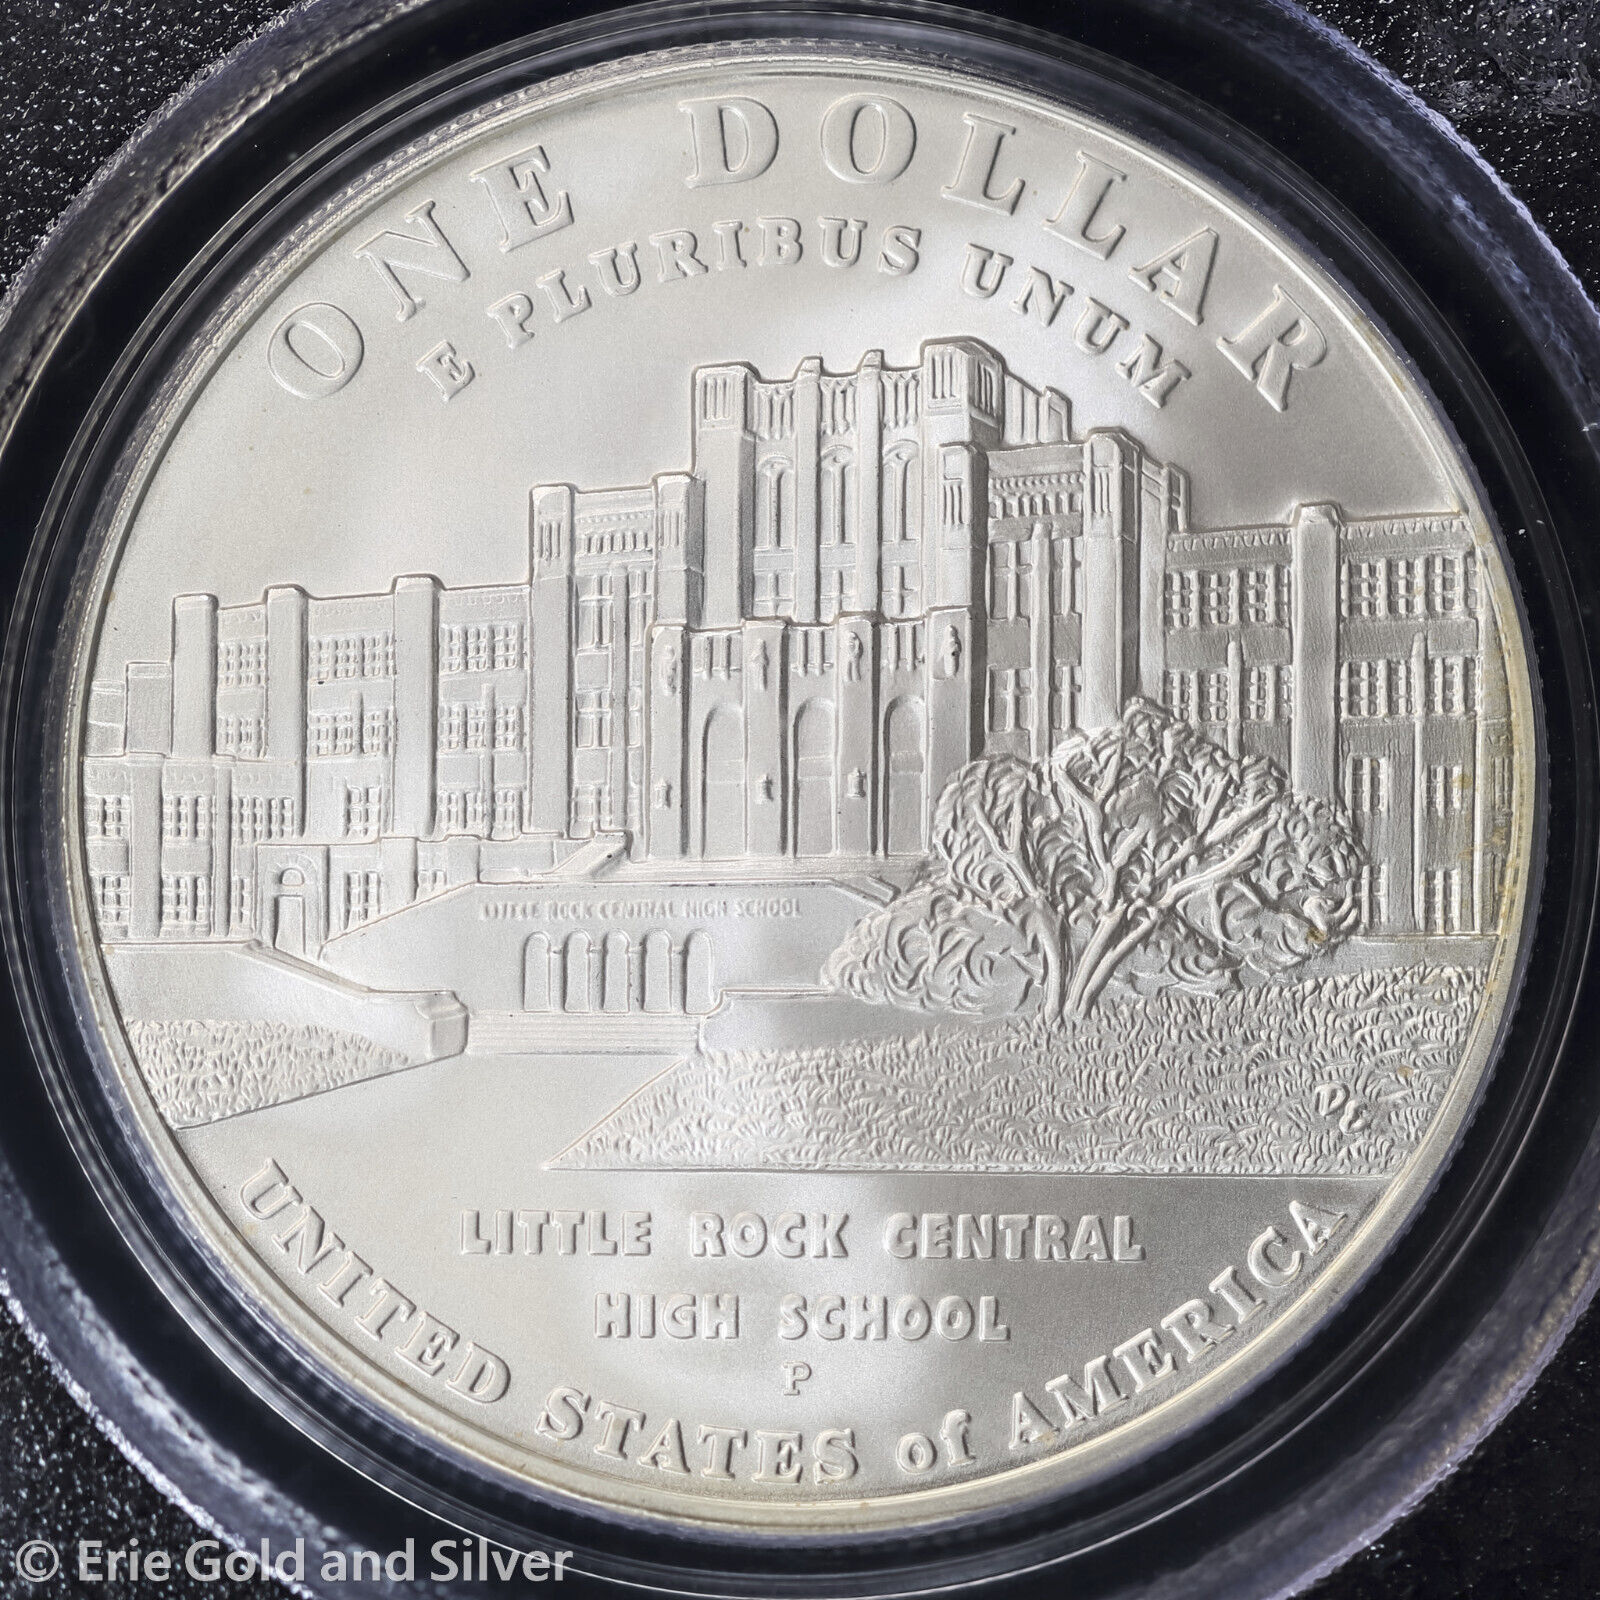 ONE DOLLAR
E PLURIBUS UNUM
LITTLE ROCK CENTRAL HIGH SCHOOL
DE
LITTLE ROCK CENTRAL
HIGH SCHOOL
P
UNITED STATES of AMERICA
© Erie Gold and Silver